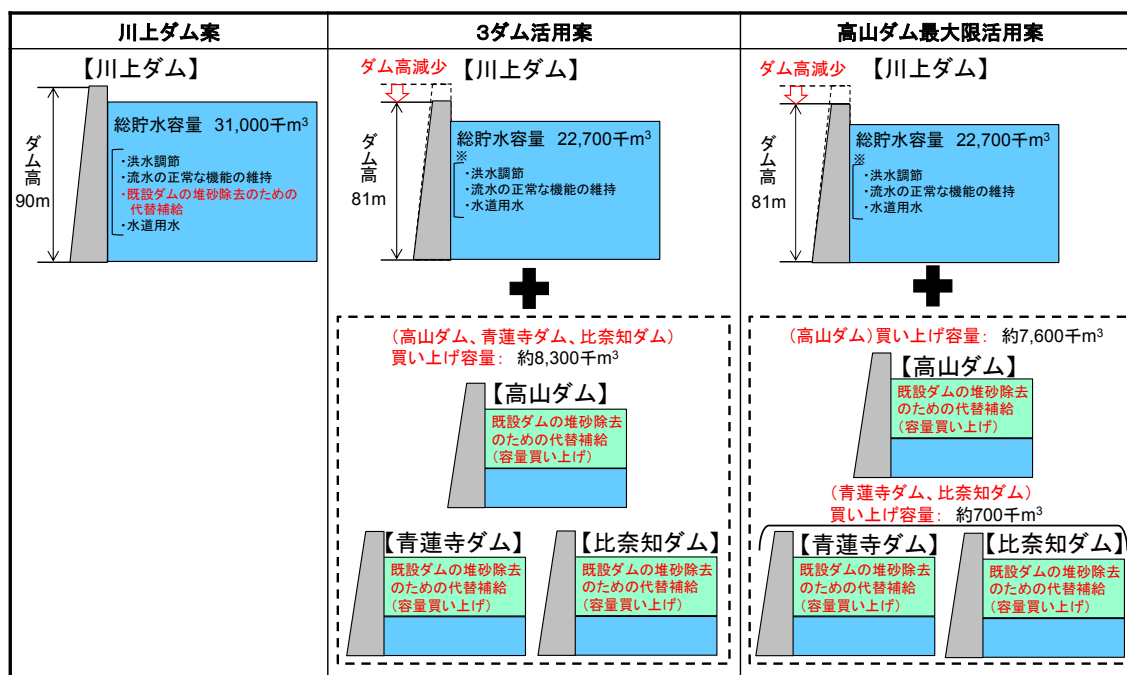 川上ダム案
【川上ダム】
ダム高
90m
総貯水容量 31,000千m³
・洪水調節
・流水の正常な機能の維持
・既設ダムの堆砂除去のための
代替補給
・水道用水
3ダム活用案
ダム高減少
【川上ダム】
ダム高
81m
総貯水容量 22,700千m³
※
・洪水調節
・流水の正常な機能の維持
・水道用水
(高山ダム、青蓮寺ダム、比奈知ダム)
買い上げ容量: 約8,300千m³
【高山ダム】
既設ダムの堆砂除去
のための代替補給
(容量買い上げ)
【青蓮寺ダム】
既設ダムの堆砂除去
のための代替補給
(容量買い上げ)
【比奈知ダム】
既設ダムの堆砂除去
のための代替補給
(容量買い上げ)
高山ダム最大限活用案
ダム高減少
【川上ダム】
ダム高
81m
総貯水容量 22,700千m³
※
・洪水調節
・流水の正常な機能の維持
・水道用水
(高山ダム)買い上げ容量: 約7,600千m³
【高山ダム】
既設ダムの堆砂除去
のための代替補給
(容量買い上げ)
(青蓮寺ダム、比奈知ダム)
買い上げ容量: 約700千m³
【青蓮寺ダム】
既設ダムの堆砂除去
のための代替補給
(容量買い上げ)
【比奈知ダム】
既設ダムの堆砂除去
のための代替補給
(容量買い上げ)